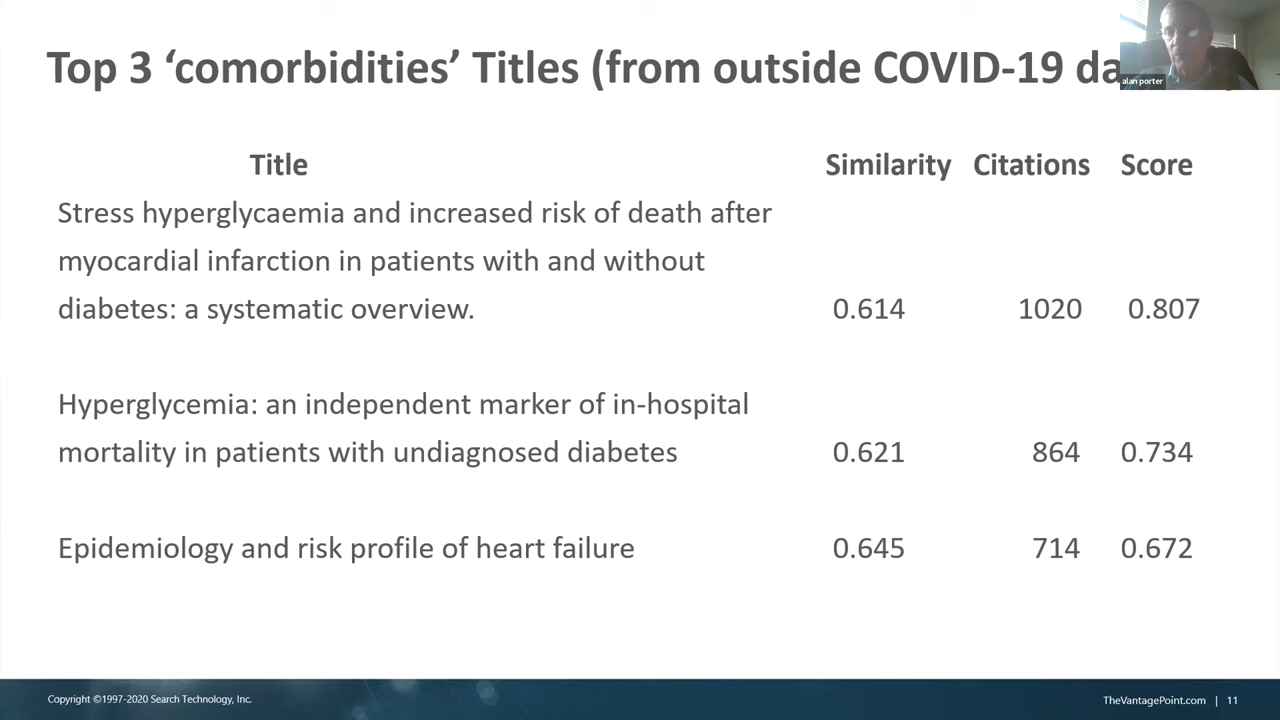 Top 3 ‘comorbidities’ Titles (from outside COVID-19
alan porter
Title Similarity Citations Score
Stress hyperglycaemia and increased risk of death after
myocardial infarction in patients with and without
diabetes: a systematic overview. 0.614 1020 0.807
Hyperglycemia: an independent marker of in-hospital
mortality in patients with undiagnosed diabetes 0.621 864 0.734
Epidemiology and risk profile of heart failure 0.645 714 0.672
Copyright ©1997-2020 Search Technology, Inc.
TheVantagePoint.com | 11